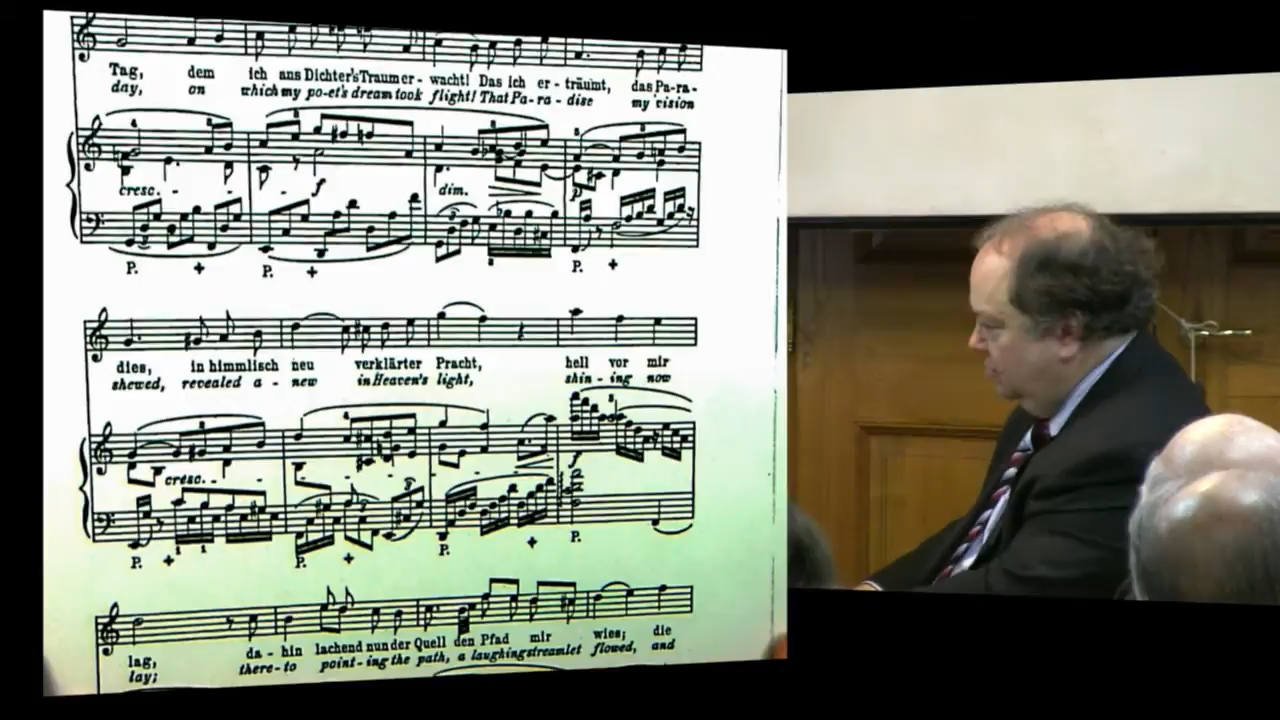 Tag, dem ich aus Dichter's Traum er - wacht! Das ich er - träumt, das Pa - ra -
day, on which my po-et's dream took flight! That Pa - ra - dise my vision
cresc. - - - f dim. p
P. + P. + P. +
dies, in himmlisch neu verklärter Pracht, hell vor mir
shewed, revealed a - new in Heaven's light, shin - ing now
cresc. - - - - - - f
P. + P. + P. + P.
lag, da - hin lachend nun der Quell den Pfad mir wies; die
lay; there-to point-ing the path, a laughing streamlet flowed, and